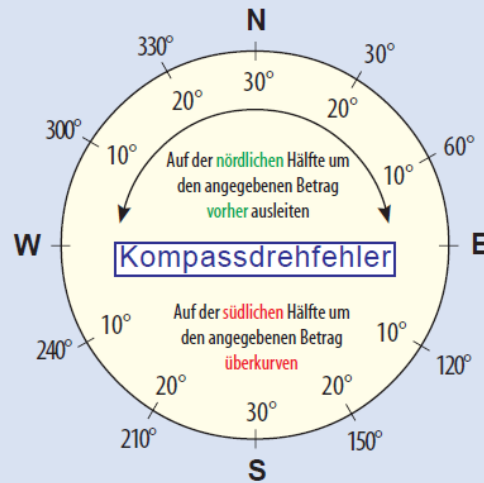 N
330° 30° 30°
20° 20°
300° 10° 10° 60°
Auf der nördlichen Hälfte um
den angegebenen Betrag
vorher ausleiten
W Kompassdrehfehler E
Auf der südlichen Hälfte um
den angegebenen Betrag
überkurven
240° 10° 10° 120°
20° 20°
210° 30° 150°
S